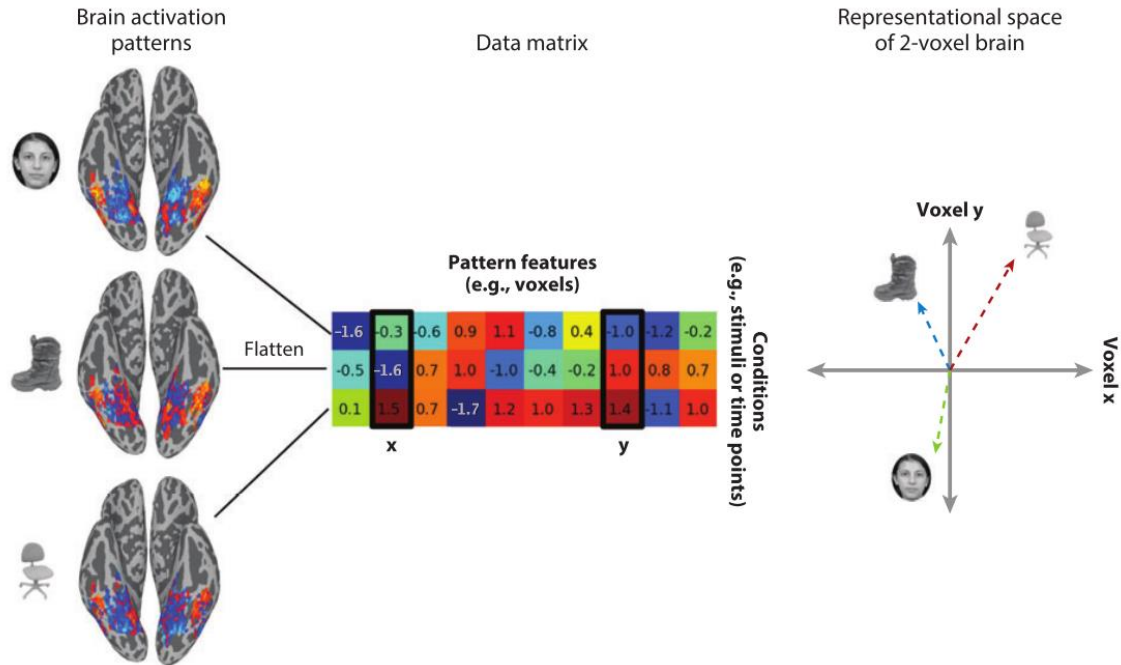 Brain activation
patterns
Data matrix
Representational space
of 2-voxel brain
Flatten
Pattern features
(e.g., voxels)
–1.6 -0.3 -0.6 0.9 1.1 -0.8 0.4 -1.0 -1.2 -0.2
-0.5 -1.6 0.7 1.0 -1.0 -0.4 -0.2 1.0 0.8 0.7
0.1 1.5 0.7 -1.7 1.2 1.0 1.3 1.4 -1.1 1.0
x
y
Conditions
(e.g., stimuli or time points)
Voxel y
Voxel x